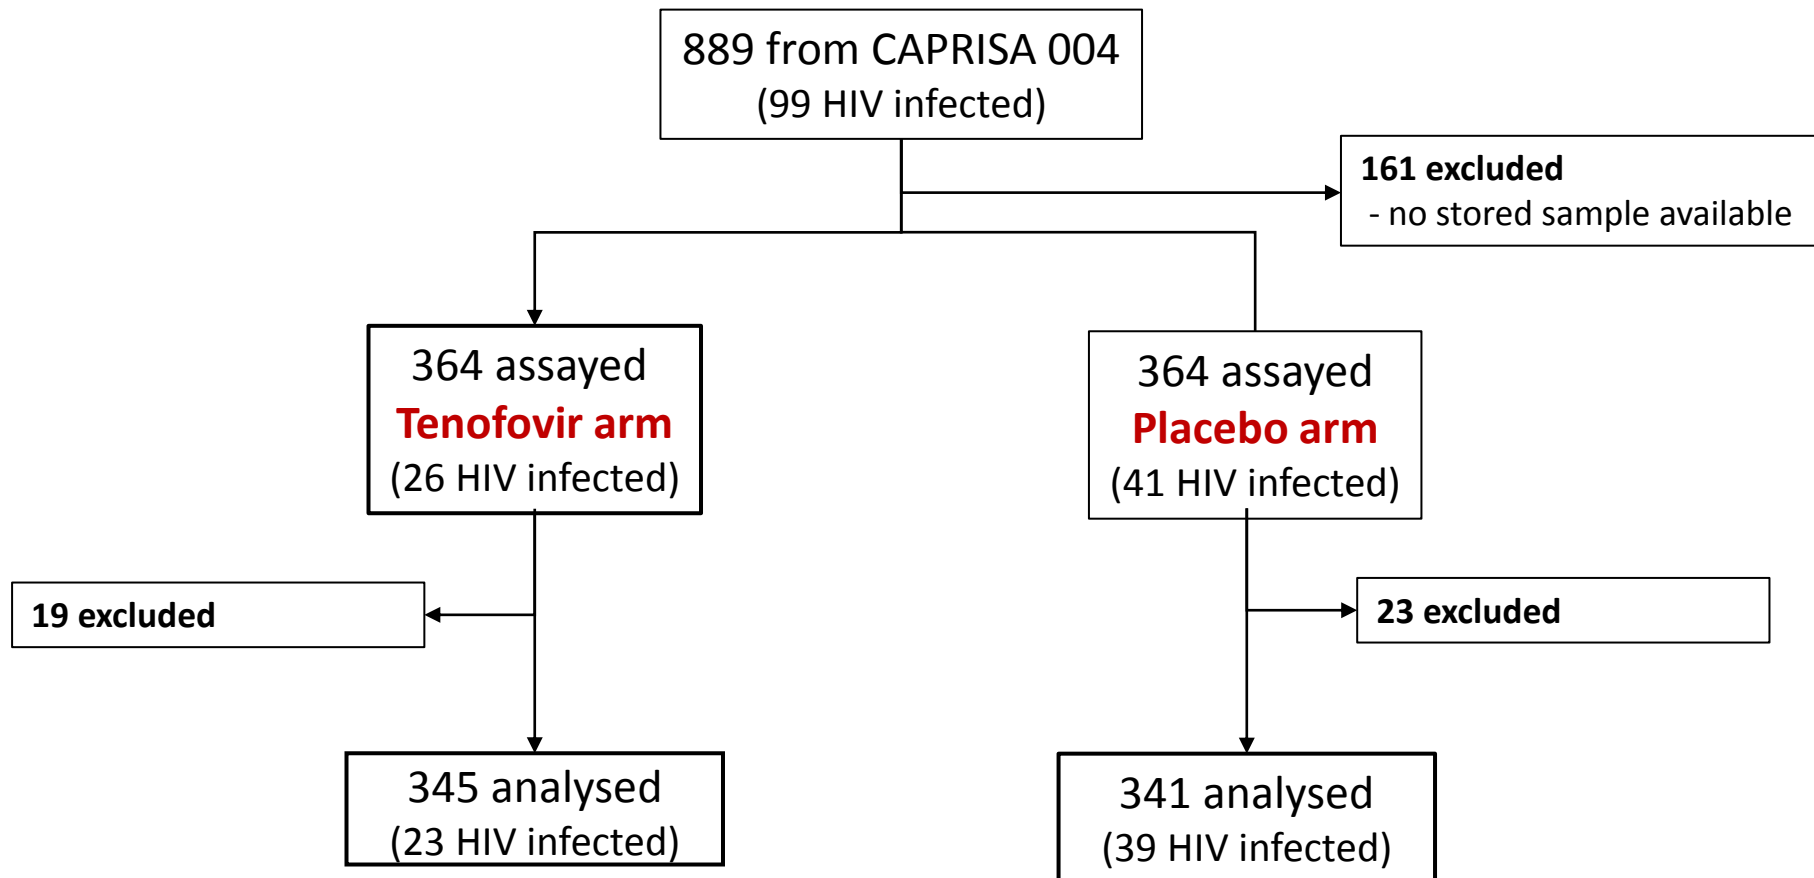 889 from CAPRISA 004
(99 HIV infected)
161 excluded
- no stored sample available
364 assayed
Tenofovir arm
(26 HIV infected)
364 assayed
Placebo arm
(41 HIV infected)
19 excluded
23 excluded
345 analysed
(23 HIV infected)
341 analysed
(39 HIV infected)